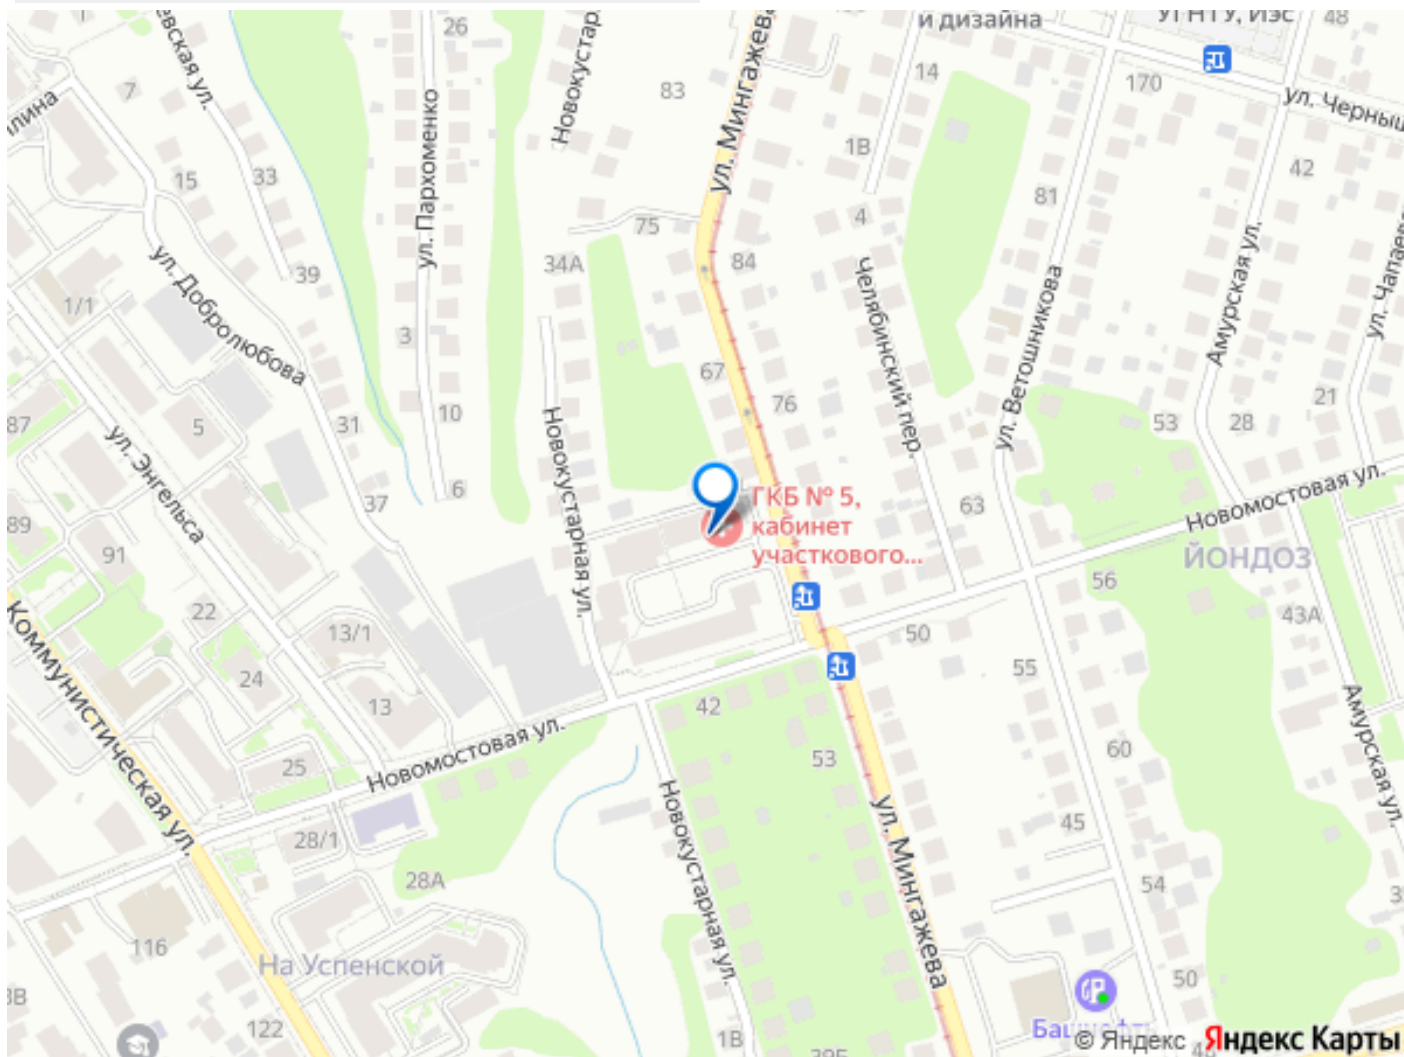 26
и дизайна
УГНТУ, ИЭС
48
7
евская ул.
Новокустар
83
ул. Мингажева
14
170
ул. Черныш
ул. Пархоменко
1В
42
15
33
81
75
4
34А
84
39
1/1
ул. Добролюбова
Челябинский пер.
ул. Ветошникова
Амурская ул.
ул. Чапаев
3
67
76
10
31
5
87
21
53
28
Новокустарная ул.
ул. Энгельса
6
37
63
Новомостовая ул.
ГКБ № 5,
кабинет
участкового...
89
91
ЙОНДОЗ
56
43А
22
13/1
50
Коммунистическая ул.
24
55
13
42
Амурская ул.
60
53
25
Новомостовая ул.
Новокустарная ул.
ул. Мингажева
45
28/1
28А
54
116
На Успенской
50
3В
122
1В
Башнефть
© Яндекс Яндекс Карты